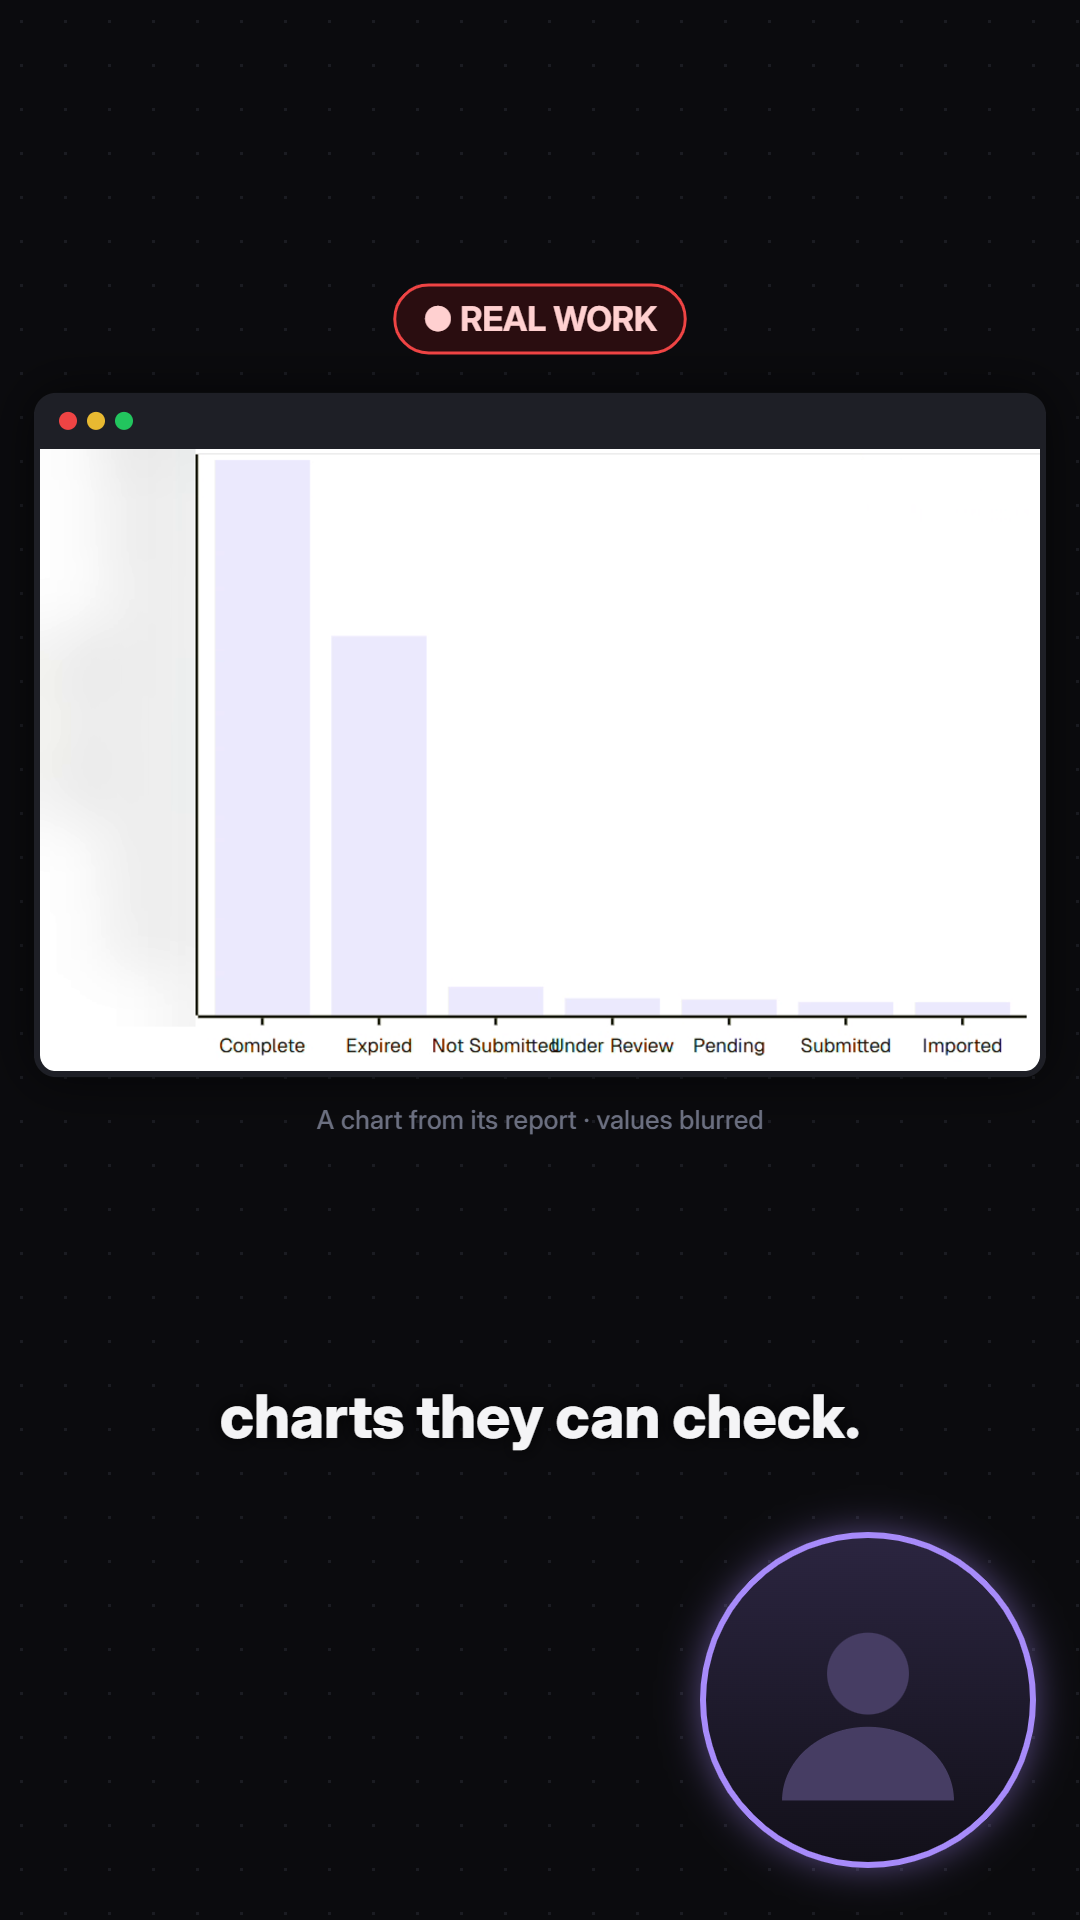 REAL WORK
Complete Expired Not Submitted Under Review Pending Submitted Imported
A chart from its report · values blurred
charts they can check.